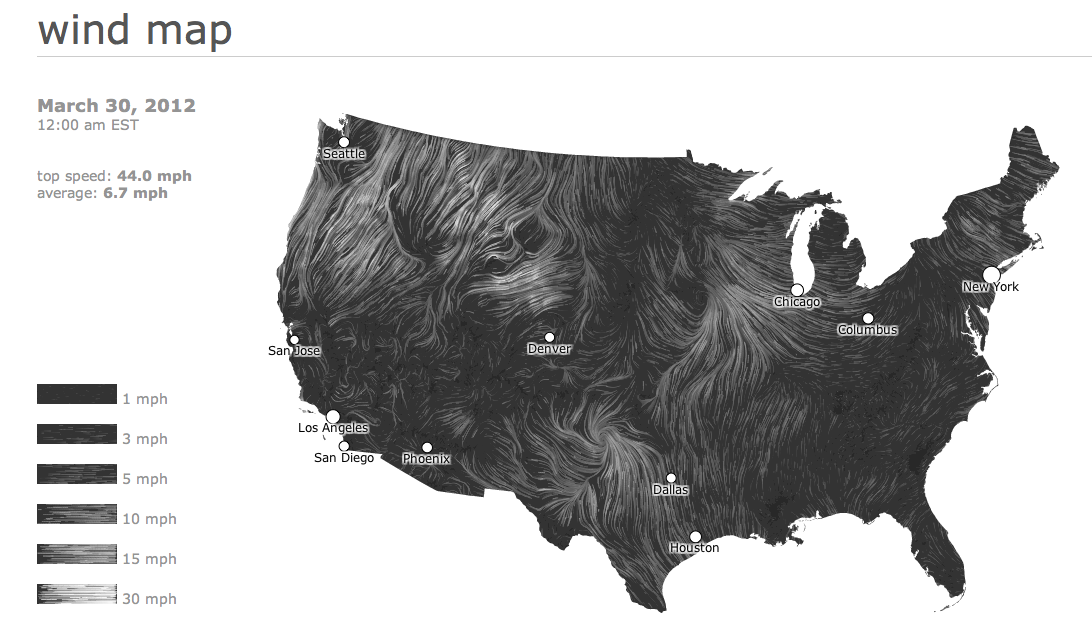 wind map
March 30, 2012
12:00 am EST
top speed: 44.0 mph
average: 6.7 mph
1 mph
3 mph
5 mph
10 mph
15 mph
30 mph
Seattle
New York
Chicago
Columbus
Denver
San Jose
Los Angeles
San Diego
Phoenix
Dallas
Houston